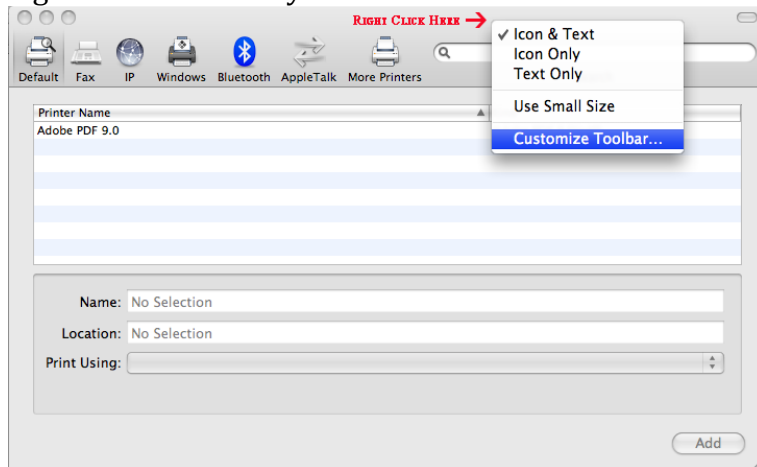 RIGHT CLICK HERE →
✓ Icon & Text
Icon Only
Text Only
Use Small Size
Customize Toolbar...
Default Fax IP Windows Bluetooth AppleTalk More Printers
Printer Name
Adobe PDF 9.0
Name: No Selection
Location: No Selection
Print Using:
Add